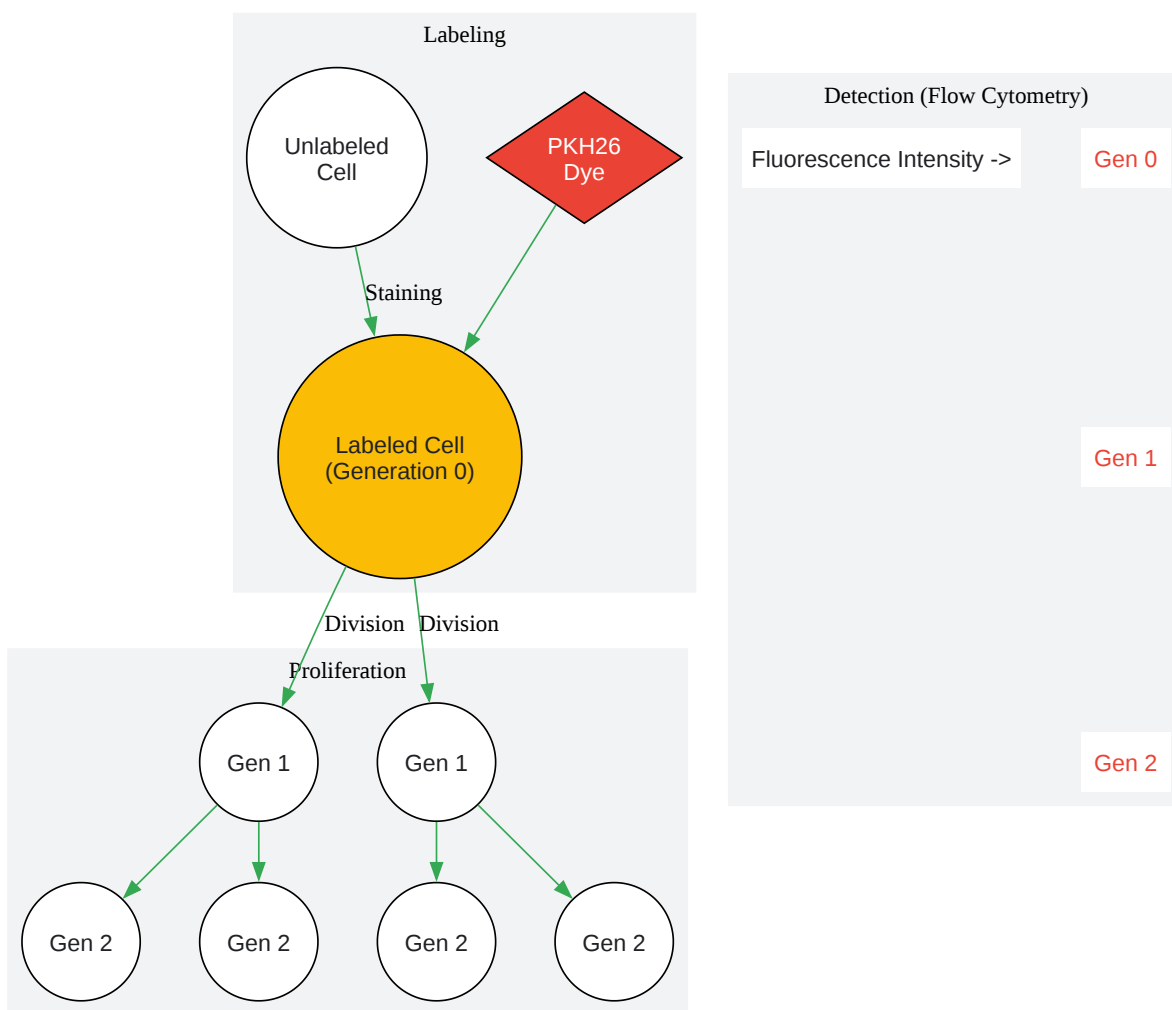 Labeling
Unlabeled
Cell
PKH26
Dye
Staining
Labeled Cell
(Generation 0)
Division
Division
Proliferation
Gen 1
Gen 1
Gen 2
Gen 2
Gen 2
Gen 2
Detection (Flow Cytometry)
Fluorescence Intensity ->
Gen 0
Gen 1
Gen 2